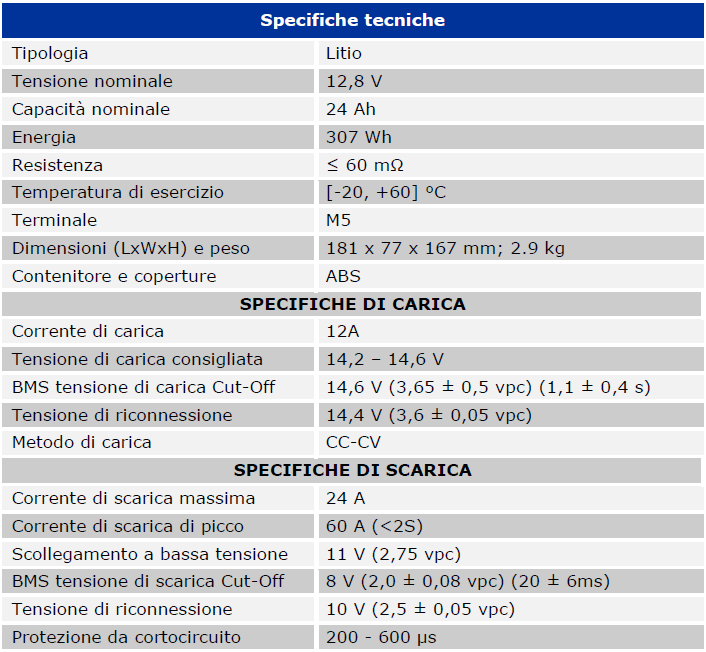 Specifiche tecniche
Tipologia Litio
Tensione nominale 12,8 V
Capacità nominale 24 Ah
Energia 307 Wh
Resistenza ≤ 60 mΩ
Temperatura di esercizio [-20, +60] °C
Terminale M5
Dimensioni (LxWxH) e peso 181 x 77 x 167 mm; 2.9 kg
Contenitore e coperture ABS
SPECIFICHE DI CARICA
Corrente di carica 12A
Tensione di carica consigliata 14,2 – 14,6 V
BMS tensione di carica Cut-Off 14,6 V (3,65 ± 0,5 vpc) (1,1 ± 0,4 s)
Tensione di riconnessione 14,4 V (3,6 ± 0,05 vpc)
Metodo di carica CC-CV
SPECIFICHE DI SCARICA
Corrente di scarica massima 24 A
Corrente di scarica di picco 60 A (<2S)
Scollegamento a bassa tensione 11 V (2,75 vpc)
BMS tensione di scarica Cut-Off 8 V (2,0 ± 0,08 vpc) (20 ± 6ms)
Tensione di riconnessione 10 V (2,5 ± 0,05 vpc)
Protezione da cortocircuito 200 - 600 µs